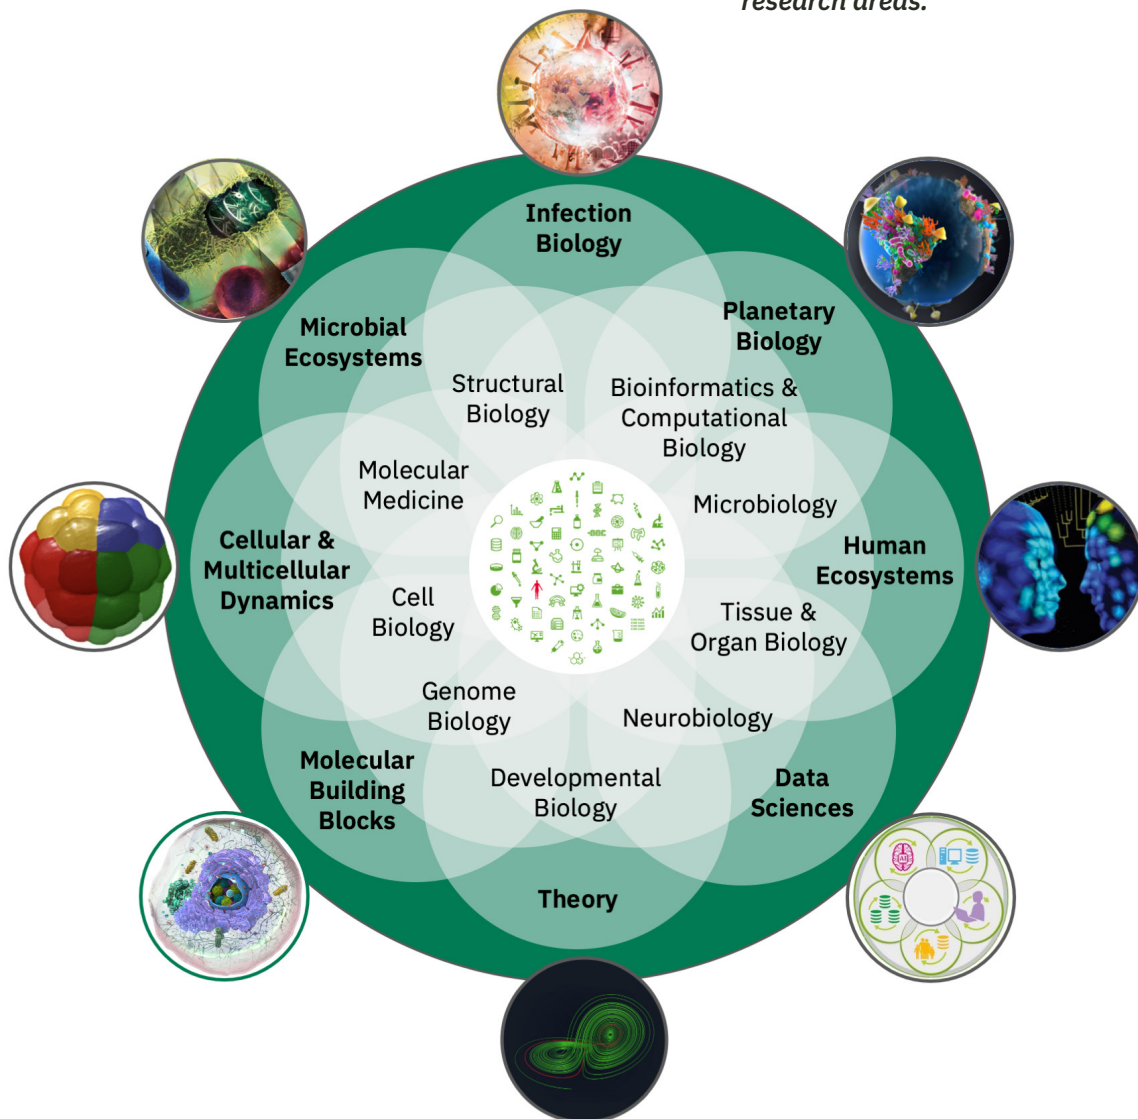 research areas.
Infection
Biology
Planetary
Biology
Microbial
Ecosystems
Structural
Biology
Bioinformatics &
Computational
Biology
Molecular
Medicine
Microbiology
Cellular &
Multicellular
Dynamics
Human
Ecosystems
Cell
Biology
Tissue &
Organ Biology
Genome
Biology
Neurobiology
Molecular
Building
Blocks
Developmental
Biology
Data
Sciences
Theory
AI